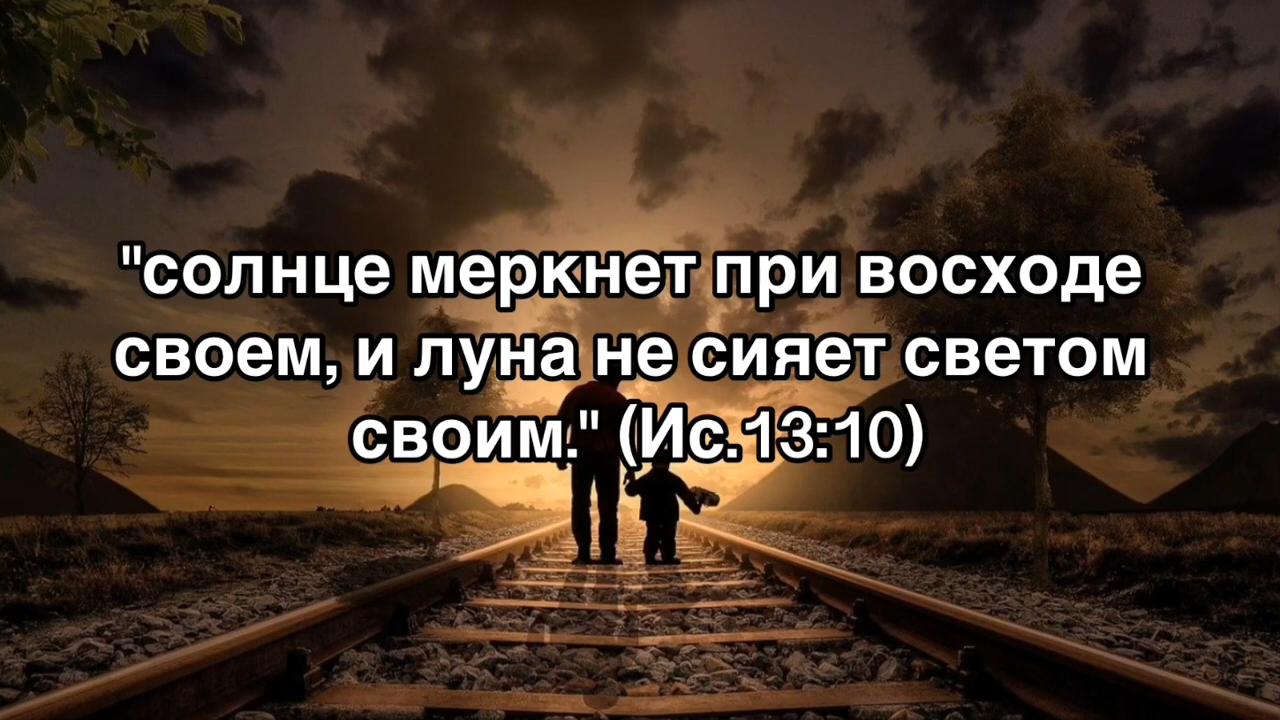 "солнце меркнет при восходе
своем, и луна не сияет светом
своим." (Ис.13:10)